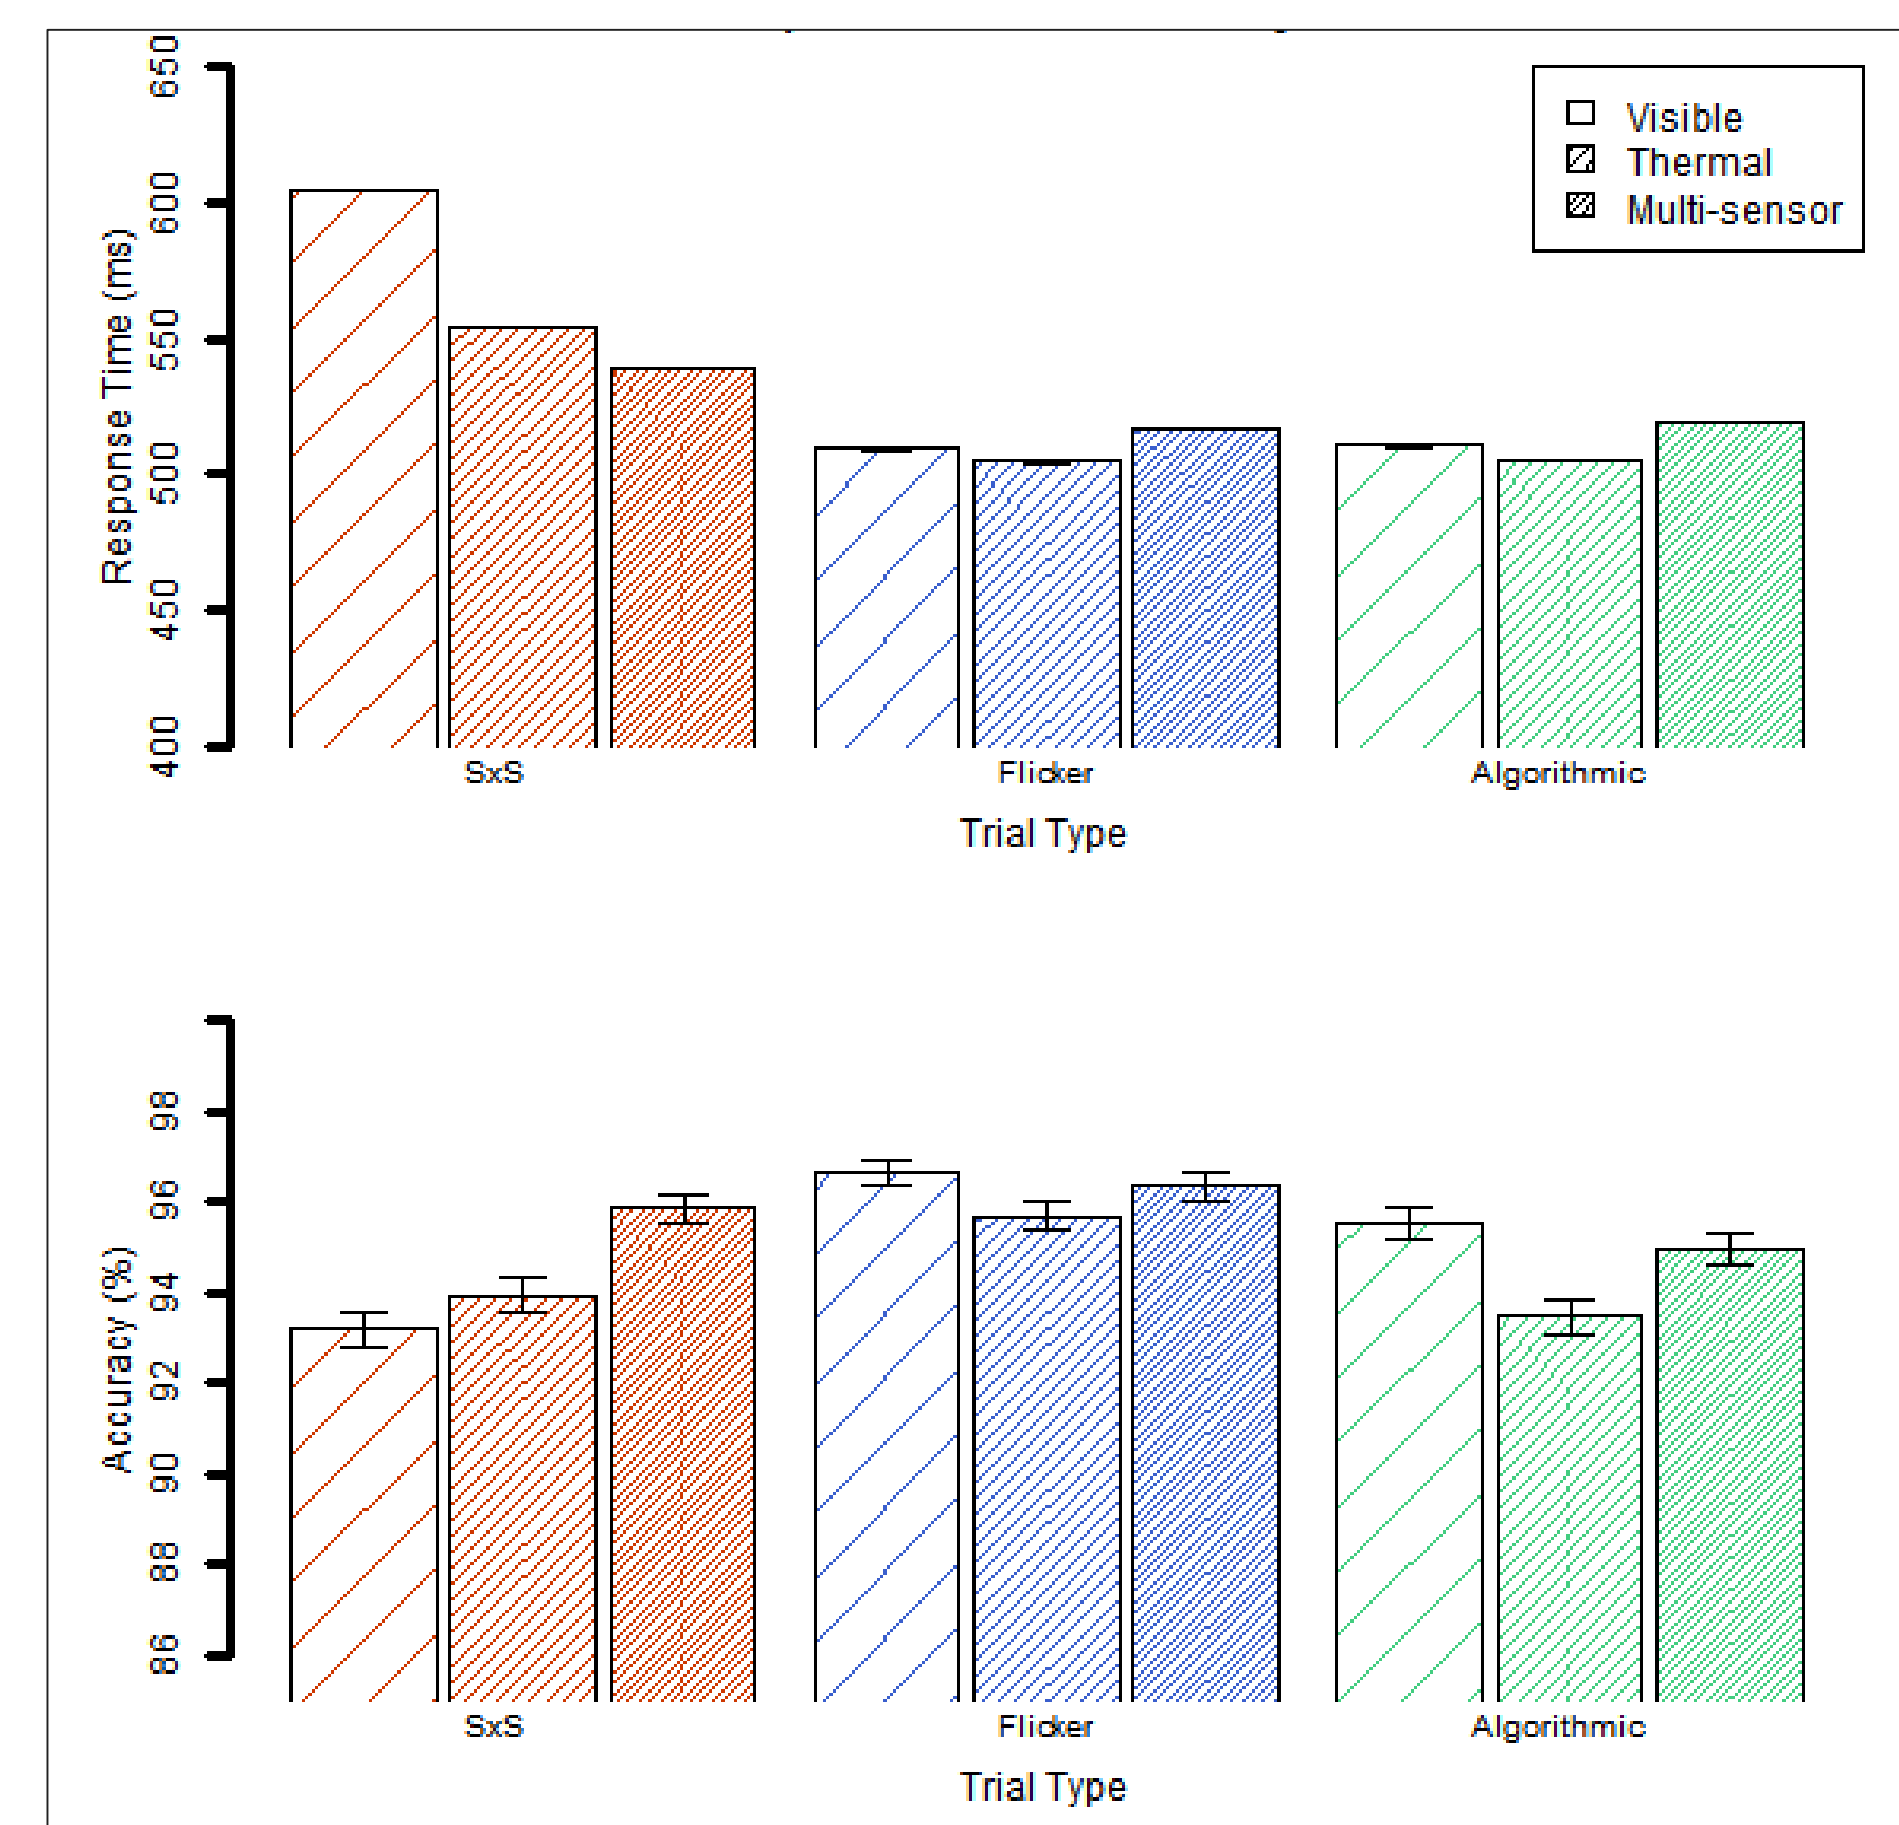 650
600
550
500
450
400
Response Time (ms)
Visible
Thermal
Multi-sensor
SxS
Flicker
Algorithmic
Trial Type
98
96
94
92
90
88
86
Accuracy (%)
SxS
Flicker
Algorithmic
Trial Type